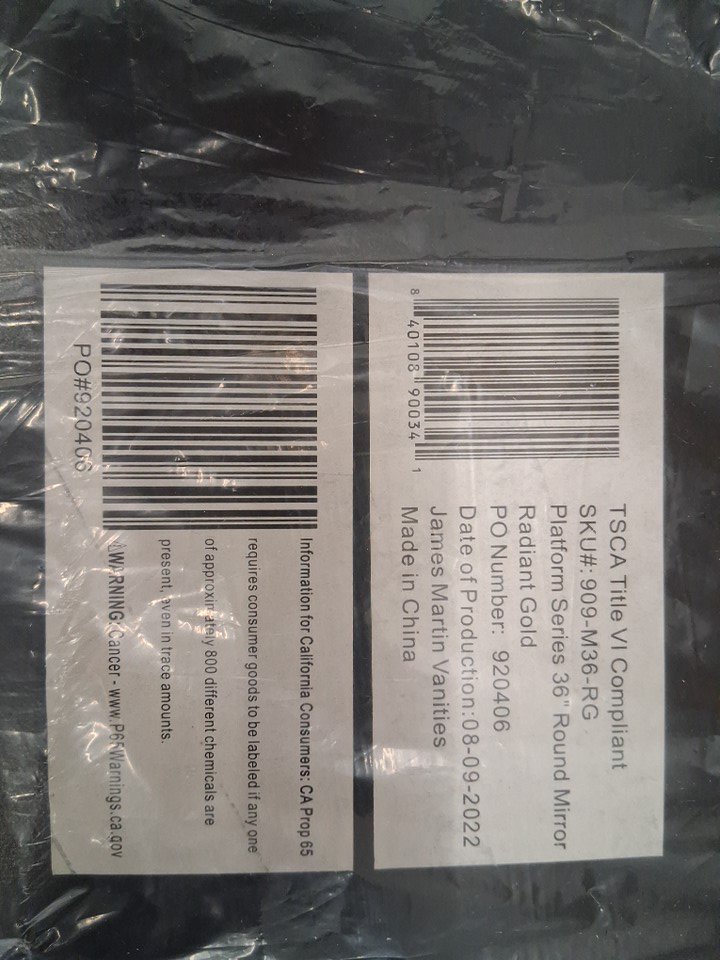 8 40108 90034 1
TSCA Title VI Compliant
SKU#: 909-M36-RG
Platform Series 36" Round Mirror
Radiant Gold
PO Number: 920406
Date of Production:08-09-2022
James Martin Vanities
Made in China
Information for California Consumers: CA Prop 65
requires consumer goods to be labeled if any one
of approximately 800 different chemicals are
present, even in trace amounts.
⚠WARNING: Cancer - www.P65Warnings.ca.gov
PO#920406